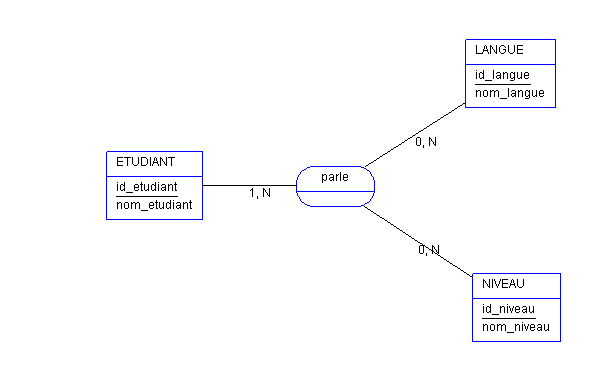 LANGUE
id_langue
nom_langue
0, N
ETUDIANT
id_etudiant
nom_etudiant
1, N
parle
0, N
NIVEAU
id_niveau
nom_niveau